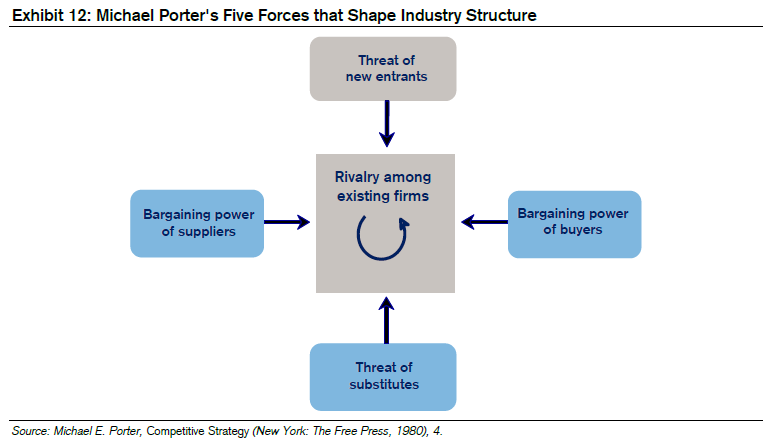 Exhibit 12: Michael Porter's Five Forces that Shape Industry Structure
Threat of
new entrants
Rivalry among
existing firms
Bargaining power
of suppliers
Bargaining power
of buyers
Threat of
substitutes
Source: Michael E. Porter, Competitive Strategy (New York: The Free Press, 1980), 4.